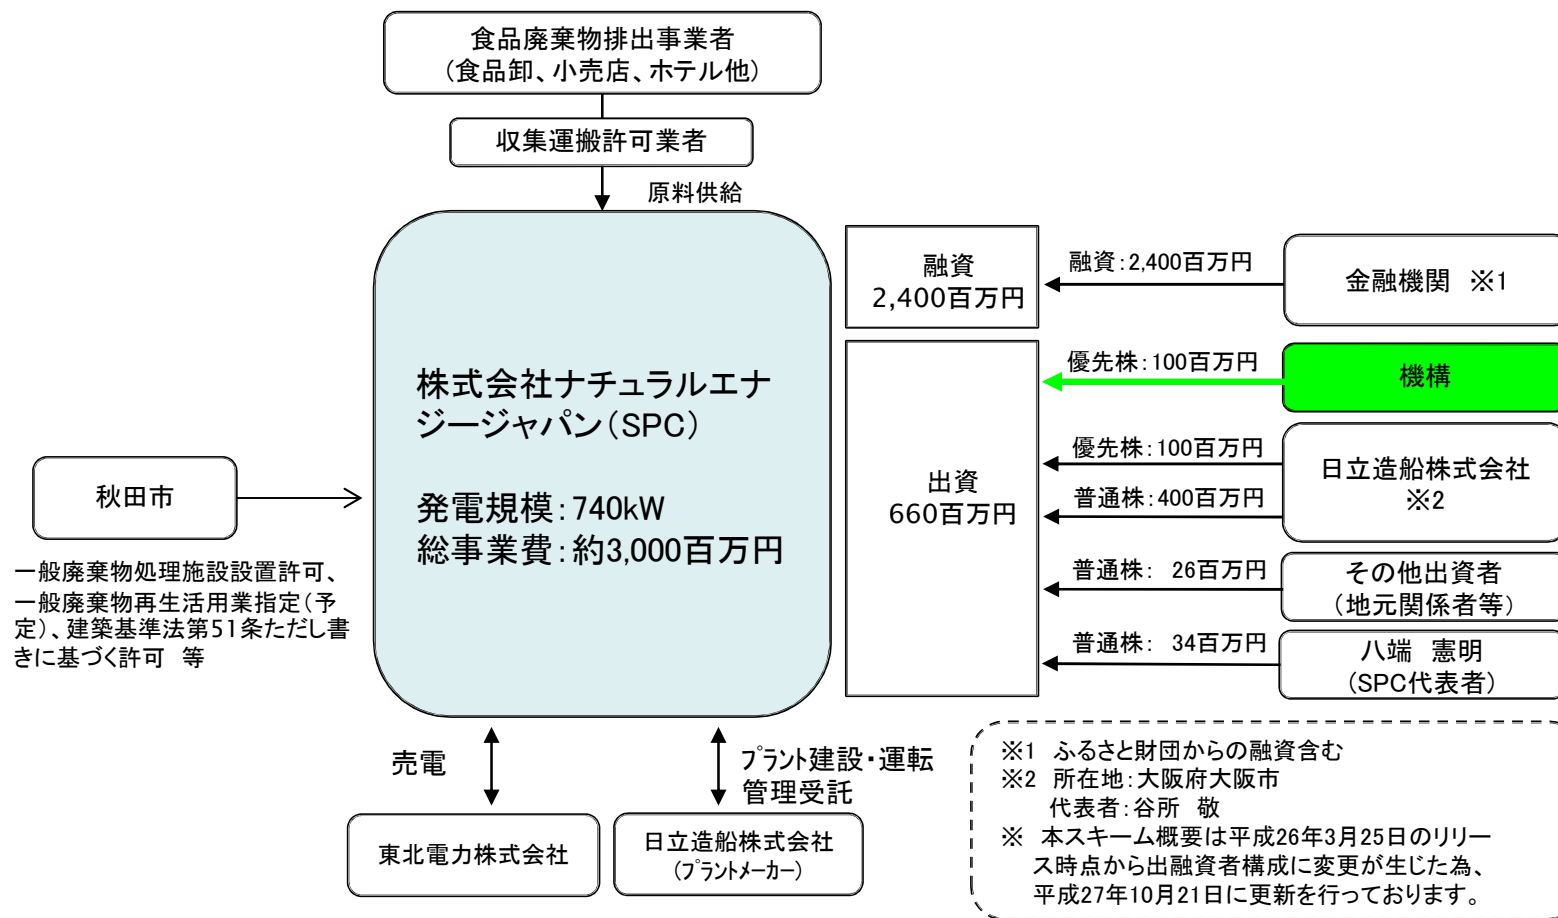 食品廃棄物排出事業者
(食品卸、小売店、ホテル他)
収集運搬許可業者
原料供給
株式会社ナチュラルエナ
ジージャパン(SPC)
発電規模:740kW
総事業費:約3,000百万円
秋田市
一般廃棄物処理施設設置許可、
一般廃棄物再生活用業指定(予
定)、建築基準法第51条ただし書
きに基づく許可 等
融資
2,400百万円
融資:2,400百万円
金融機関 ※1
出資
660百万円
優先株:100百万円
機構
優先株:100百万円
普通株:400百万円
日立造船株式会社
※2
普通株: 26百万円
その他出資者
(地元関係者等)
普通株: 34百万円
八端 憲明
(SPC代表者)
売電
プラント建設・運転
管理受託
東北電力株式会社
日立造船株式会社
(プラントメーカー)
※1 ふるさと財団からの融資含む
※2 所在地:大阪府大阪市
代表者:谷所 敬
※ 本スキーム概要は平成26年3月25日のリリー
ス時点から出融資者構成に変更が生じた為、
平成27年10月21日に更新を行っております。